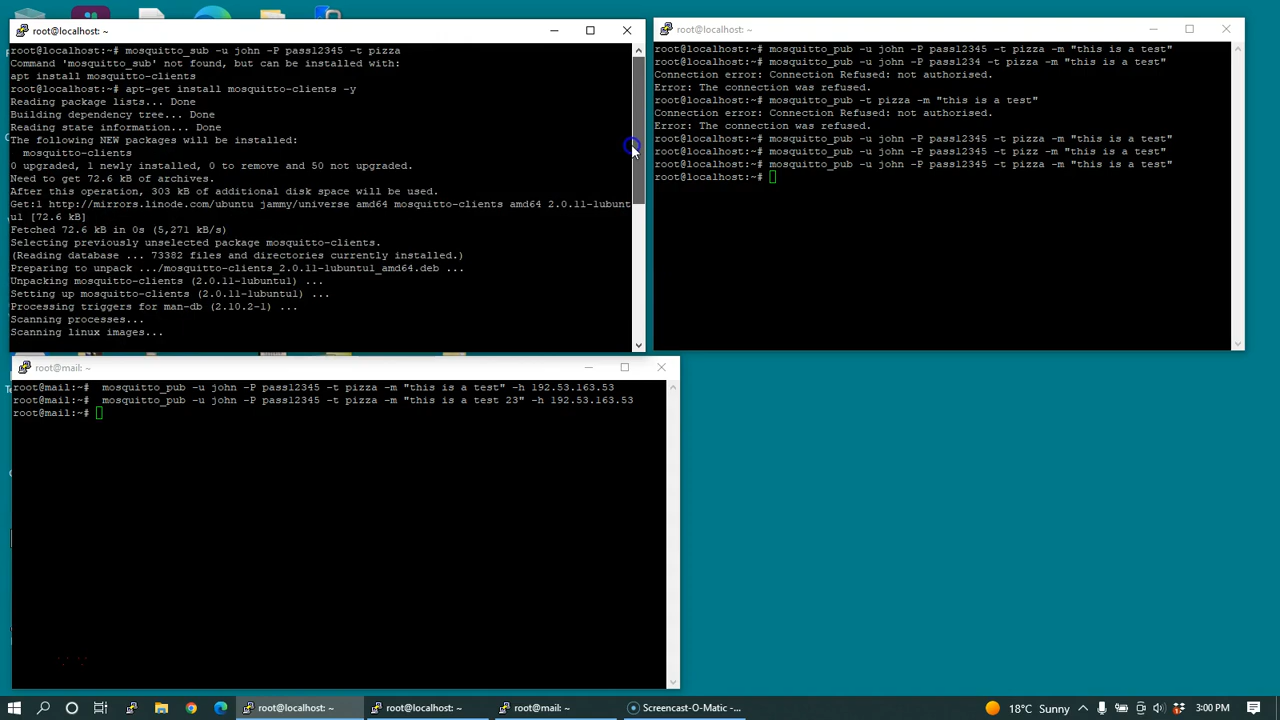 root@localhost: ~
root@localhost:~# mosquitto_sub -u john -P pass12345 -t pizza
Command 'mosquitto_sub' not found, but can be installed with:
apt install mosquitto-clients
root@localhost:~# apt-get install mosquitto-clients -y
Reading package lists... Done
Building dependency tree... Done
Reading state information... Done
The following NEW packages will be installed:
  mosquitto-clients
0 upgraded, 1 newly installed, 0 to remove and 50 not upgraded.
Need to get 72.6 kB of archives.
After this operation, 303 kB of additional disk space will be used.
Get:1 http://mirrors.linode.com/ubuntu jammy/universe amd64 mosquitto-clients amd64 2.0.11-1ubunt
u1 [72.6 kB]
Fetched 72.6 kB in 0s (5,271 kB/s)
Selecting previously unselected package mosquitto-clients.
(Reading database ... 73382 files and directories currently installed.)
Preparing to unpack .../mosquitto-clients_2.0.11-1ubuntu1_amd64.deb ...
Unpacking mosquitto-clients (2.0.11-1ubuntu1) ...
Setting up mosquitto-clients (2.0.11-1ubuntu1) ...
Processing triggers for man-db (2.10.2-1) ...
Scanning processes...
Scanning linux images...
root@localhost: ~
root@localhost:~# mosquitto_pub -u john -P pass12345 -t pizza -m "this is a test"
root@localhost:~# mosquitto_pub -u john -P pass1234 -t pizza -m "this is a test"
Connection error: Connection Refused: not authorised.
Error: The connection was refused.
root@localhost:~# mosquitto_pub -t pizza -m "this is a test"
Connection error: Connection Refused: not authorised.
Error: The connection was refused.
root@localhost:~# mosquitto_pub -u john -P pass12345 -t pizza -m "this is a test"
root@localhost:~# mosquitto_pub -u john -P pass12345 -t pizz -m "this is a test"
root@localhost:~# mosquitto_pub -u john -P pass12345 -t pizza -m "this is a test"
root@localhost:~#
root@mail: ~
root@mail:~#  mosquitto_pub -u john -P pass12345 -t pizza -m "this is a test" -h 192.53.163.53
root@mail:~#  mosquitto_pub -u john -P pass12345 -t pizza -m "this is a test 23" -h 192.53.163.53
root@mail:~#
root@localhost: ~
root@localhost: ~
root@mail: ~
Screencast-O-Matic -...
18°C Sunny
3:00 PM